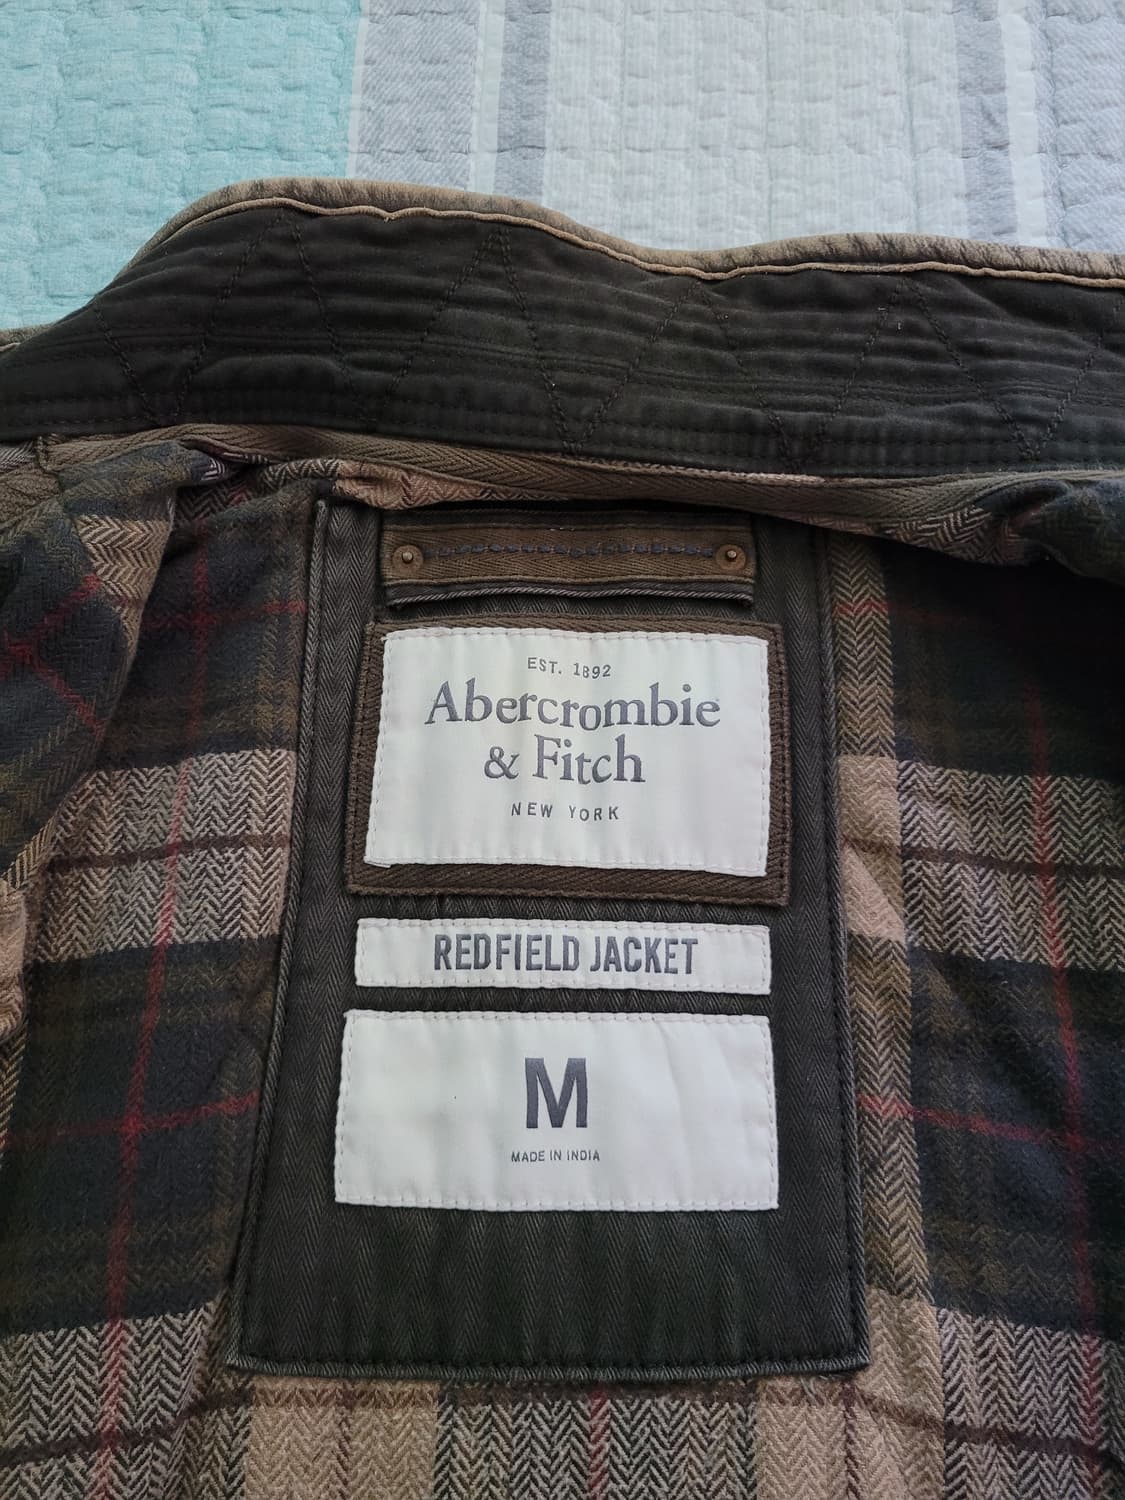 EST. 1892
Abercrombie
& Fitch
NEW YORK
REDFIELD JACKET
M
MADE IN INDIA